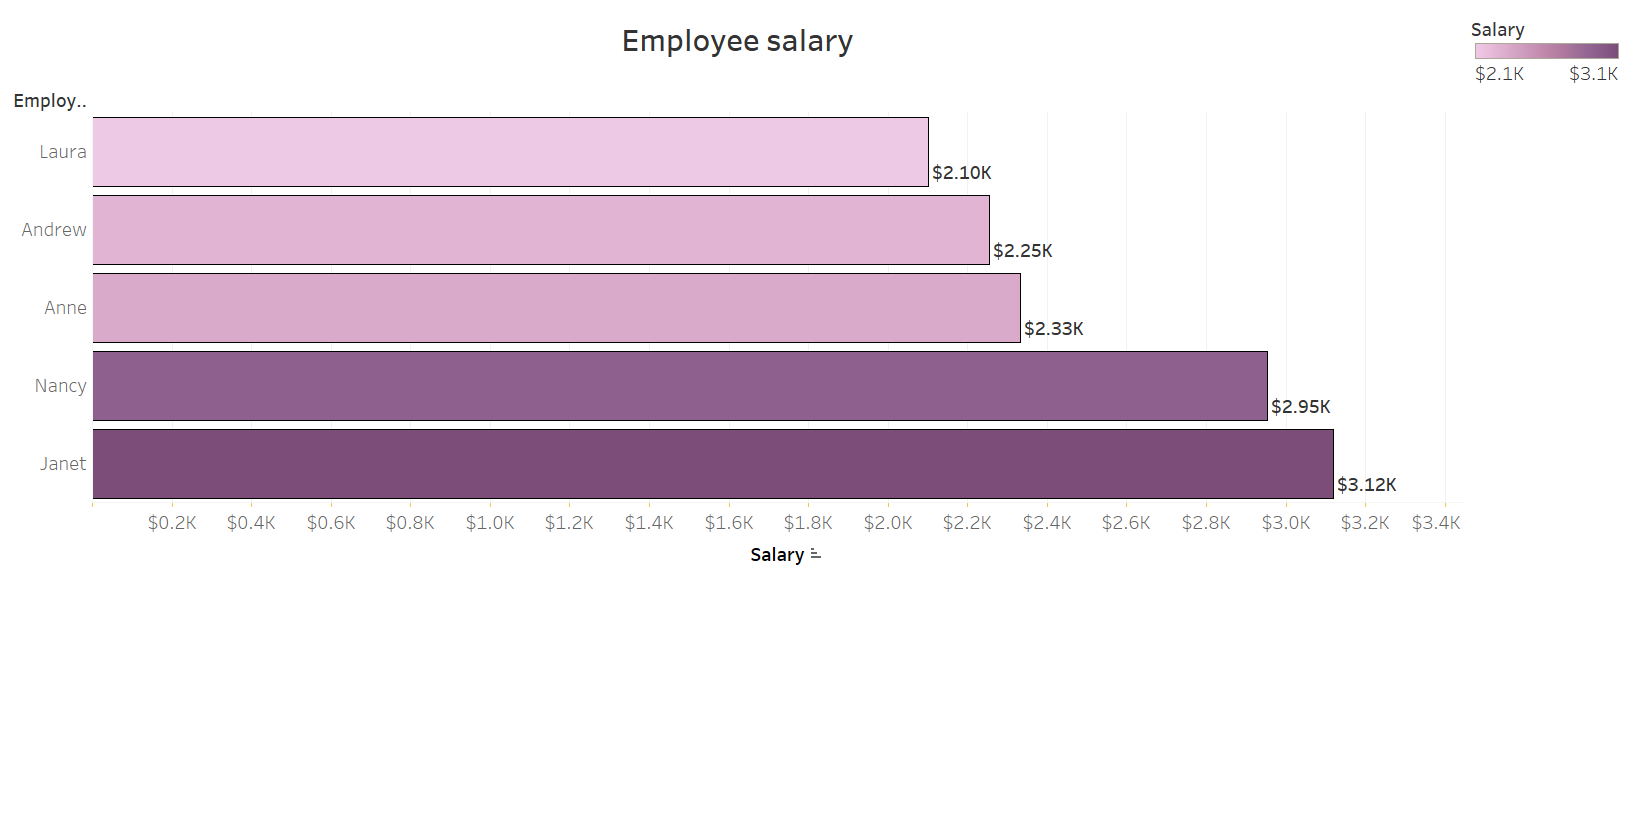 Employee salary
Salary
$2.1K $3.1K
Employ..
Laura
$2.10K
Andrew
$2.25K
Anne
$2.33K
Nancy
$2.95K
Janet
$3.12K
$0.2K $0.4K $0.6K $0.8K $1.0K $1.2K $1.4K $1.6K $1.8K $2.0K $2.2K $2.4K $2.6K $2.8K $3.0K $3.2K $3.4K
Salary